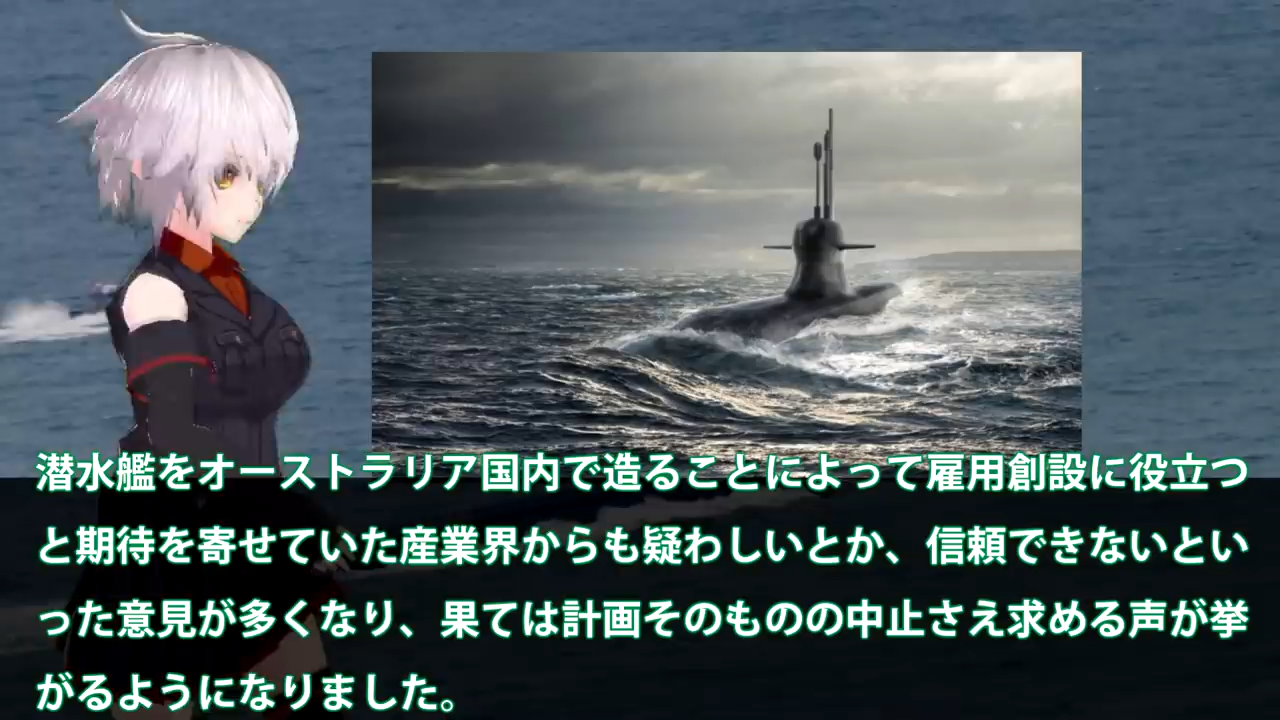 潜水艦をオーストラリア国内で造ることによって雇用創設に役立つ
と期待を寄せていた産業界からも疑わしいとか、信頼できないとい
った意見が多くなり、果ては計画そのものの中止さえ求める声が挙
がるようになりました。